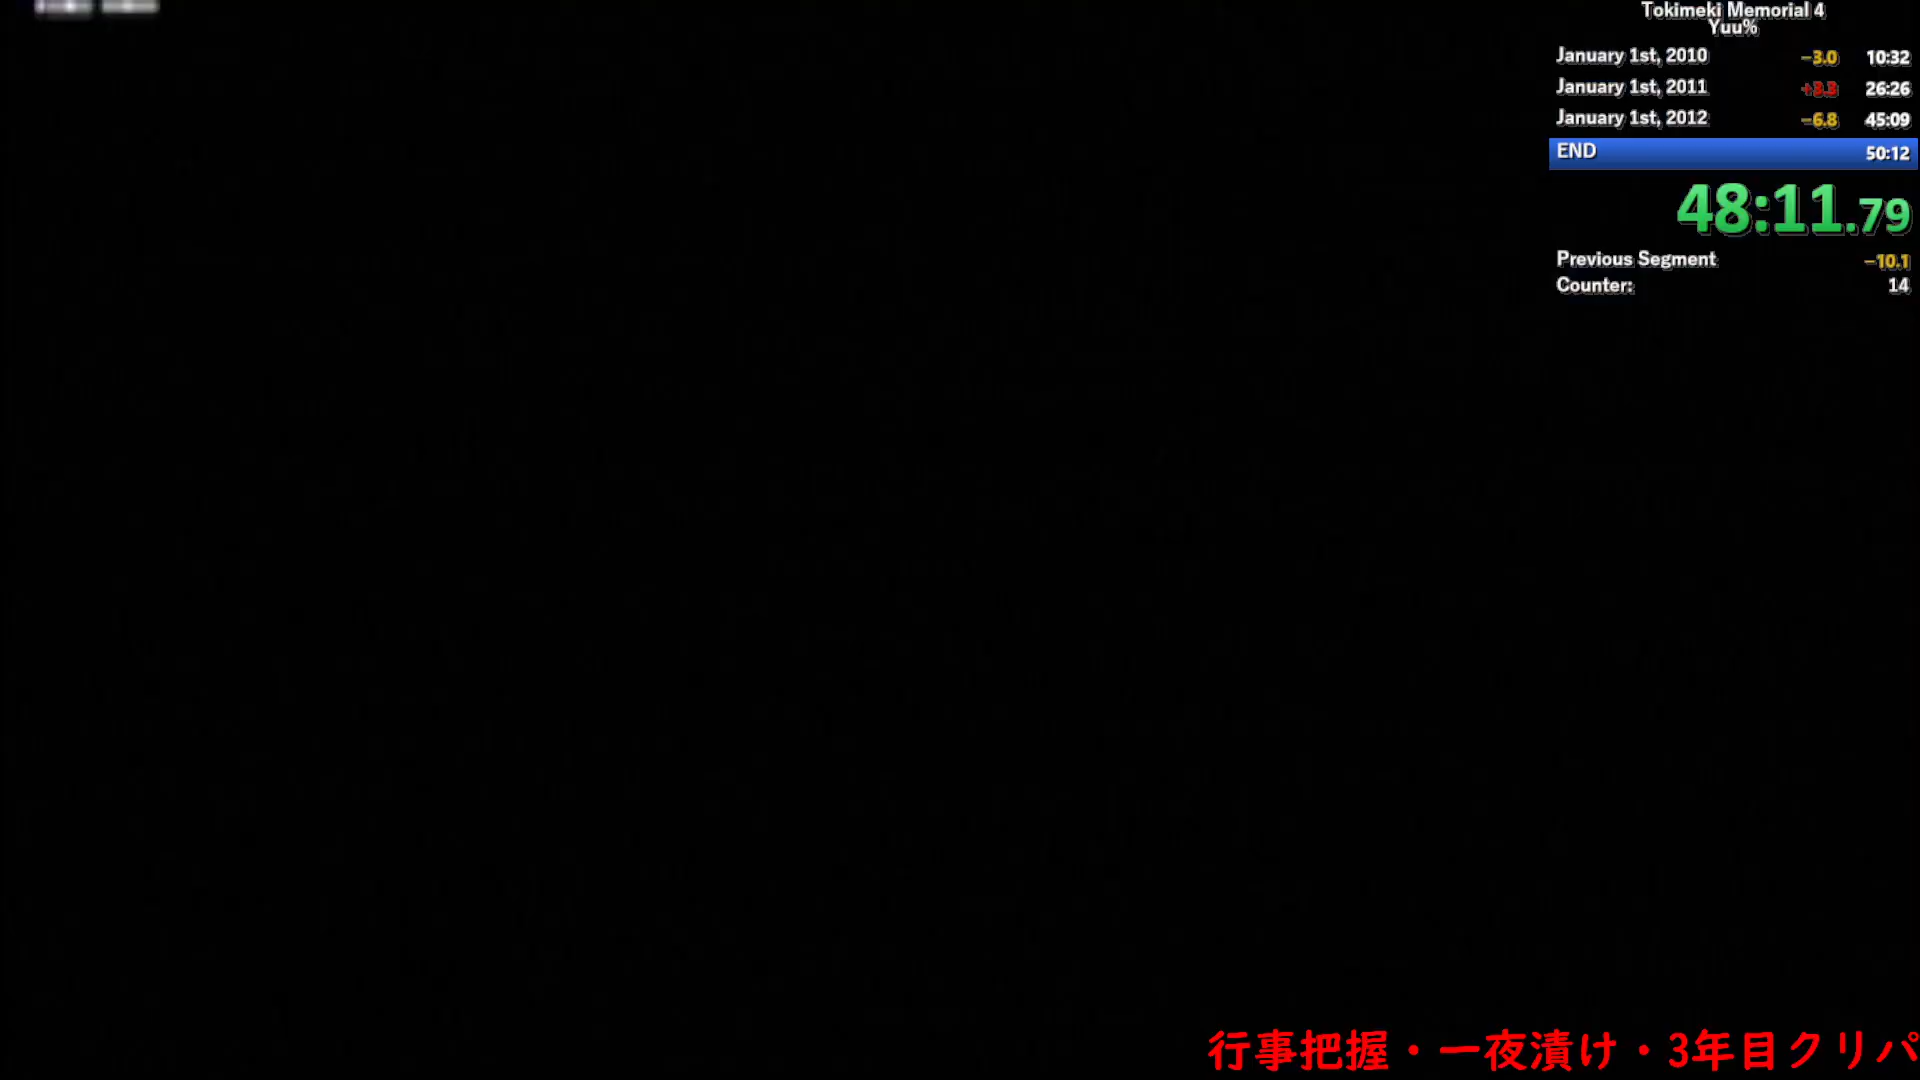 Tokimeki Memorial 4
Yuu%
January 1st, 2010 −3.0 10:32
January 1st, 2011 +3.3 26:26
January 1st, 2012 −6.8 45:09
END 50:12
48:11.79
Previous Segment −10.1
Counter: 14
行事把握・一夜漬け・3年目クリパ